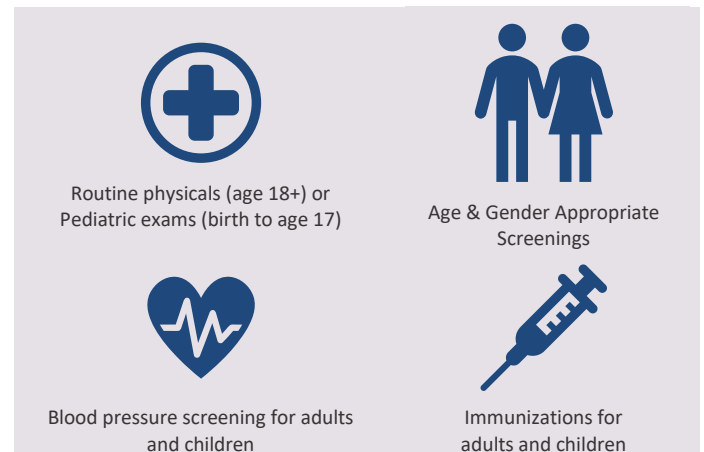 Routine physicals (age 18+) or
Pediatric exams (birth to age 17)
Age & Gender Appropriate
Screenings
Blood pressure screening for adults
and children
Immunizations for
adults and children